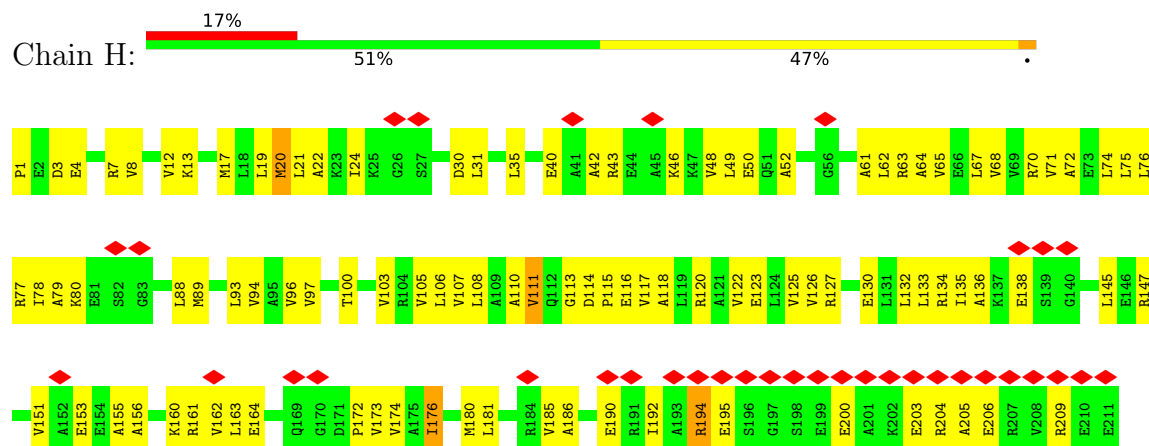 17%
Chain H:
51% 47% •
P1 E2 D3 E4 R7 V8 V12 K13 M17 L18 L19 M20 L21 A22 K23 I24 K25 G26 S27 D30 L31 L35 E40 A41 A42 R43 E44 A45 K46 K47 V48 L49 E50 Q51 A52 G56 A61 L62 R63 A64 V65 E66 L67 V68 V69 R70 V71 A72 E73 L74 L75 L76
R77 I78 A79 K80 E81 S82 G83 L88 M89 L93 V94 A95 V96 V97 T100 V103 R104 V105 L106 V107 L108 A109 A110 V111 Q112 G113 D114 P115 E116 V117 A118 L119 R120 A121 V122 E123 L124 V125 V126 R127 E130 L131 L132 L133 R134 I135 A136 K137 E138 S139 G140 L145 E146 R147
V151 A152 E153 E154 A155 A156 K160 R161 V162 L163 E164 Q169 G170 D171 P172 V173 V174 A175 I176 M180 L181 R184 V185 A186 E190 R191 I192 A193 R194 E195 S196 G197 S198 E199 E200 A201 K202 E203 R204 A205 E206 R207 V208 R209 E210 E211